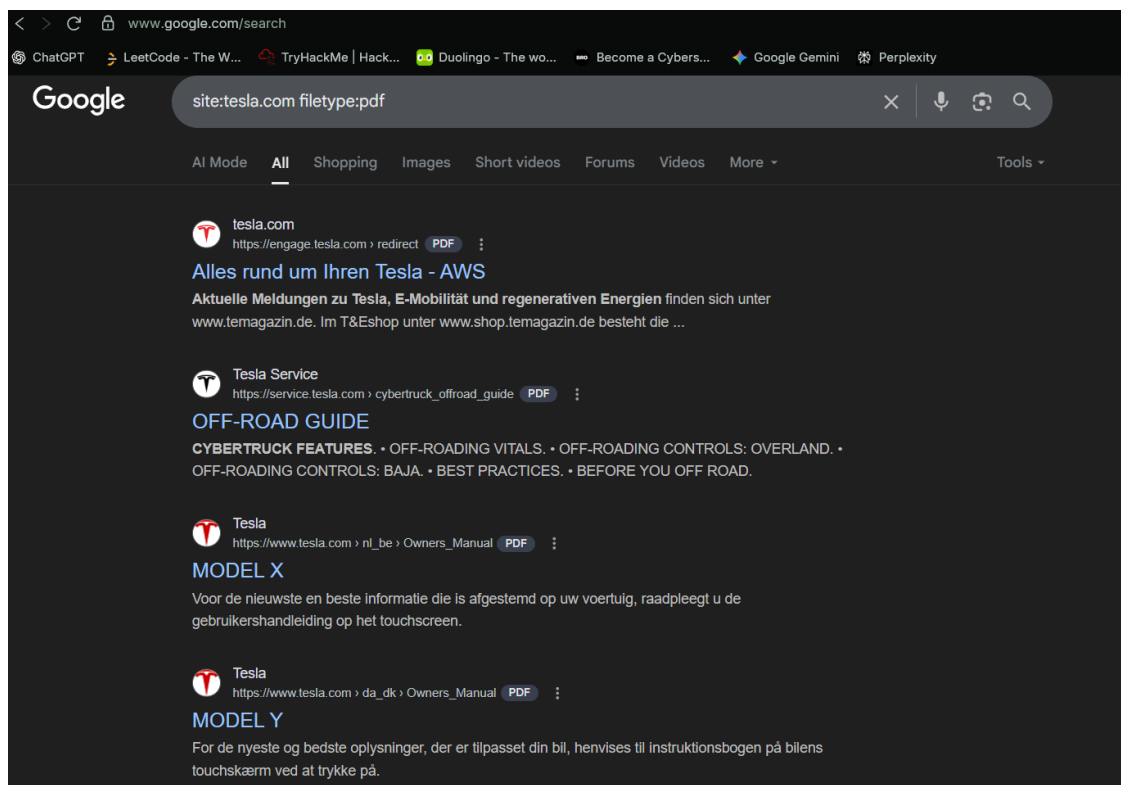 www.google.com/search
ChatGPT LeetCode - The W... TryHackMe | Hack... Duolingo - The wo... BRO Become a Cybers... Google Gemini Perplexity
Google site:tesla.com filetype:pdf
AI Mode All Shopping Images Short videos Forums Videos More Tools
tesla.com
https://engage.tesla.com › redirect PDF
Alles rund um Ihren Tesla - AWS
Aktuelle Meldungen zu Tesla, E-Mobilität und regenerativen Energien finden sich unter
www.temagazin.de. Im T&Eshop unter www.shop.temagazin.de besteht die ...
Tesla Service
https://service.tesla.com › cybertruck_offroad_guide PDF
OFF-ROAD GUIDE
CYBERTRUCK FEATURES. • OFF-ROADING VITALS. • OFF-ROADING CONTROLS: OVERLAND. •
OFF-ROADING CONTROLS: BAJA. • BEST PRACTICES. • BEFORE YOU OFF ROAD.
Tesla
https://www.tesla.com › nl_be › Owners_Manual PDF
MODEL X
Voor de nieuwste en beste informatie die is afgestemd op uw voertuig, raadpleegt u de
gebruikershandleiding op het touchscreen.
Tesla
https://www.tesla.com › da_dk › Owners_Manual PDF
MODEL Y
For de nyeste og bedste oplysninger, der er tilpasset din bil, henvises til instruktionsbogen på bilens
touchskærm ved at trykke på.